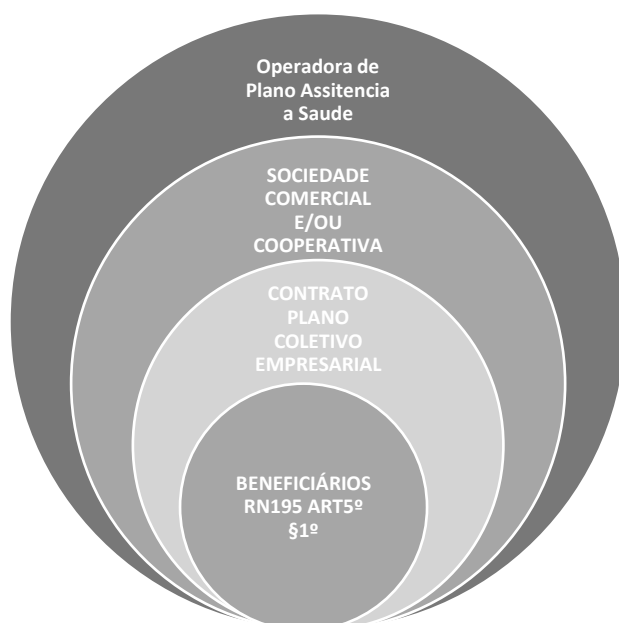 Operadora de
Plano Assitencia
a Saude
SOCIEDADE
COMERCIAL
E/OU
COOPERATIVA
CONTRATO
PLANO
COLETIVO
EMPRESARIAL
BENEFICIÁRIOS
RN195 ART5º
§1º